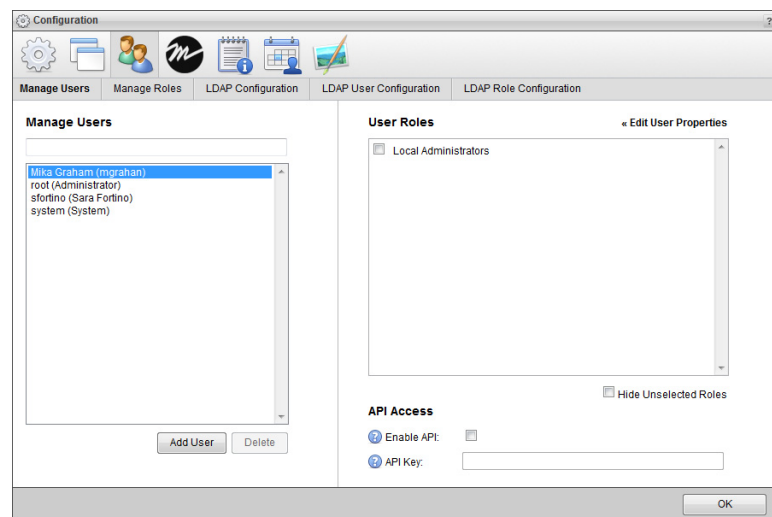 Configuration
?
Manage Users
Manage Roles
LDAP Configuration
LDAP User Configuration
LDAP Role Configuration
Manage Users
Mika Graham (mgrahan)
root (Administrator)
sfortino (Sara Fortino)
system (System)
Add User
Delete
User Roles
« Edit User Properties
Local Administrators
Hide Unselected Roles
API Access
? Enable API:
? API Key:
OK